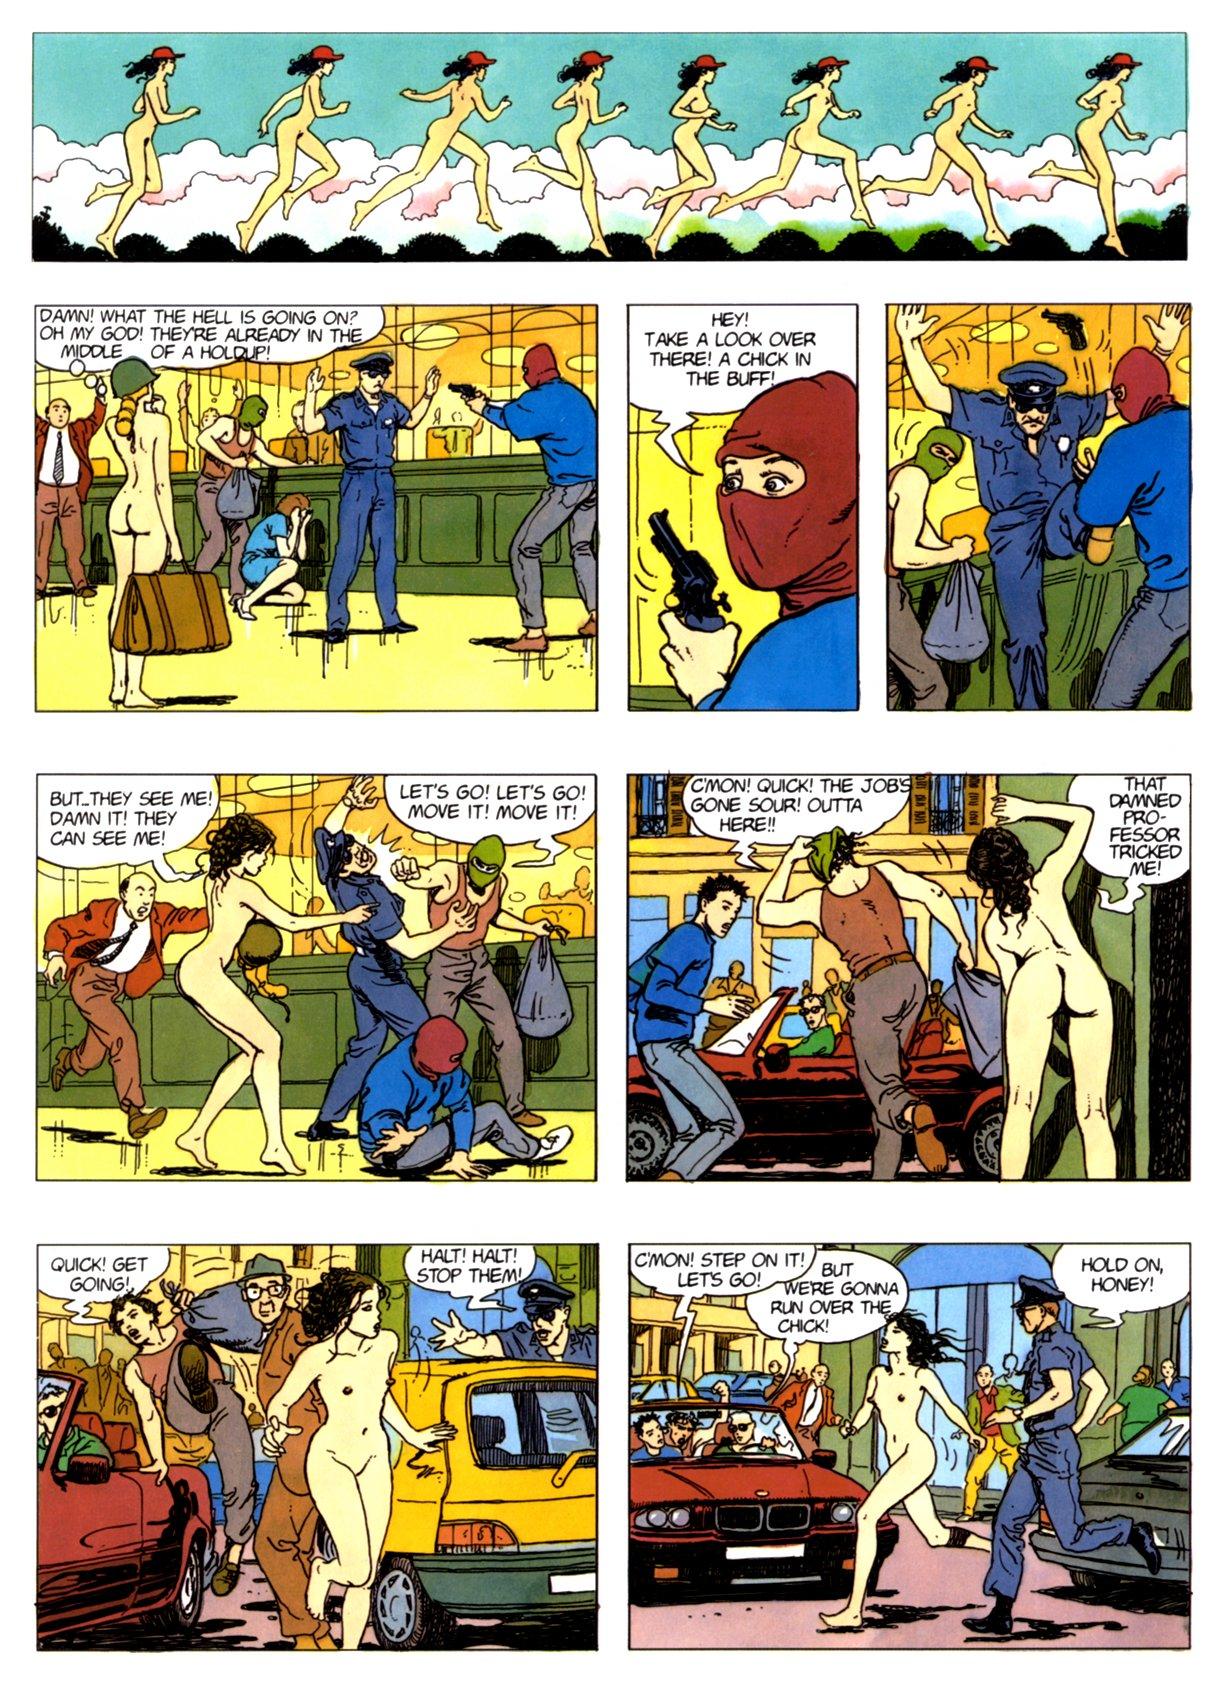 DAMN! WHAT THE HELL IS GOING ON?
OH MY GOD! THEY'RE ALREADY IN THE
MIDDLE OF A HOLDUP!
HEY!
TAKE A LOOK OVER
THERE! A CHICK IN
THE BUFF!
BUT...THEY SEE ME!
DAMN IT! THEY
CAN SEE ME!
LET'S GO! LET'S GO!
MOVE IT! MOVE IT!
C'MON! QUICK! THE JOB'S
GONE SOUR! OUTTA
HERE!!
THAT
DAMNED
PRO-
FESSOR
TRICKED
ME!
QUICK! GET
GOING!
HALT! HALT!
STOP THEM!
C'MON! STEP ON IT!
LET'S GO!
BUT
WE'RE GONNA
RUN OVER THE
CHICK!
HOLD ON,
HONEY!